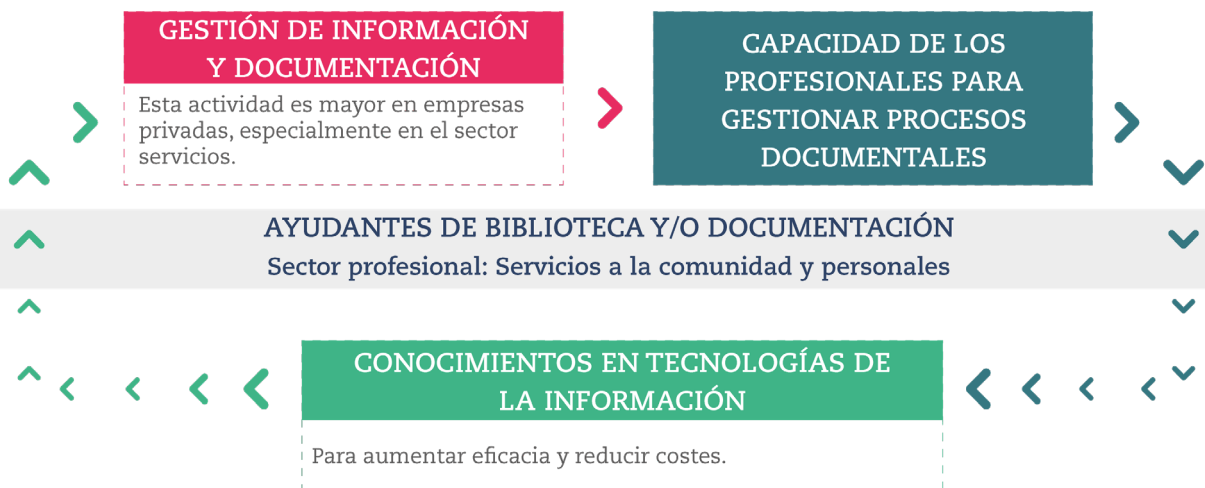 GESTIÓN DE INFORMACIÓN
Y DOCUMENTACIÓN
Esta actividad es mayor en empresas
privadas, especialmente en el sector
servicios.
CAPACIDAD DE LOS
PROFESIONALES PARA
GESTIONAR PROCESOS
DOCUMENTALES
AYUDANTES DE BIBLIOTECA Y/O DOCUMENTACIÓN
Sector profesional: Servicios a la comunidad y personales
CONOCIMIENTOS EN TECNOLOGÍAS DE
LA INFORMACIÓN
Para aumentar eficacia y reducir costes.